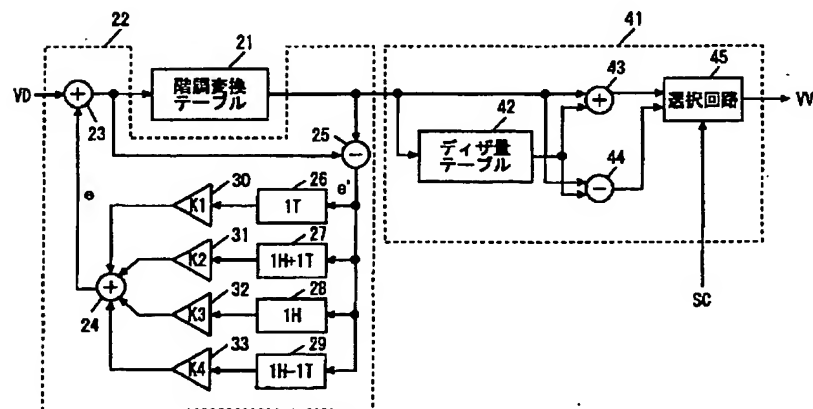 22
21
41
階調変換
テーブル
VD
+
23
25
−
42
ディザ量
テーブル
43
+
44
−
45
選択回路
VV
SC
e
e'
30
K1
26
1T
31
K2
27
1H+1T
24
+
32
K3
28
1H
33
K4
29
1H-1T